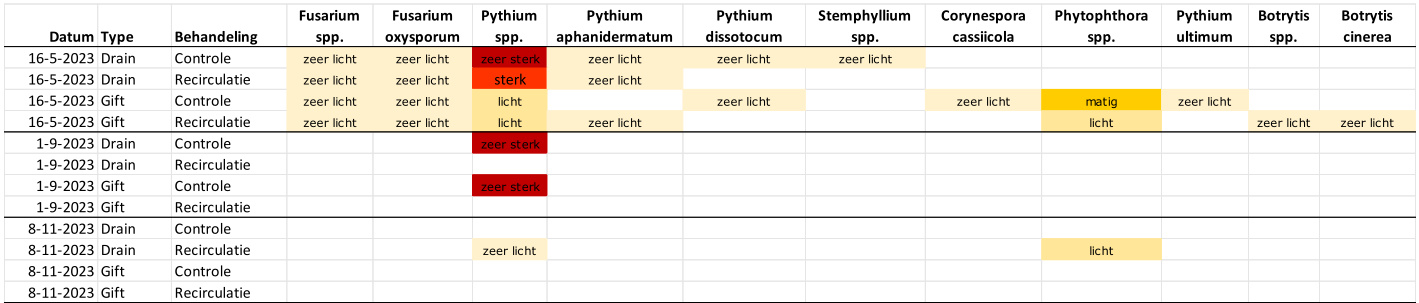 Fusarium Fusarium Pythium Pythium Pythium Stemphyllium Corynespora Phytophthora Pythium Botrytis Botrytis
Datum Type Behandeling spp. oxysporum spp. aphanidermatum dissotocum spp. cassiicola spp. ultimum spp. cinerea
16-5-2023 Drain Controle zeer licht zeer licht zeer sterk zeer licht zeer licht zeer licht
16-5-2023 Drain Recirculatie zeer licht zeer licht sterk zeer licht
16-5-2023 Gift Controle zeer licht zeer licht licht zeer licht zeer licht matig zeer licht
16-5-2023 Gift Recirculatie zeer licht zeer licht licht zeer licht licht zeer licht zeer licht
1-9-2023 Drain Controle zeer sterk
1-9-2023 Drain Recirculatie
1-9-2023 Gift Controle zeer sterk
1-9-2023 Gift Recirculatie
8-11-2023 Drain Controle
8-11-2023 Drain Recirculatie zeer licht licht
8-11-2023 Gift Controle
8-11-2023 Gift Recirculatie